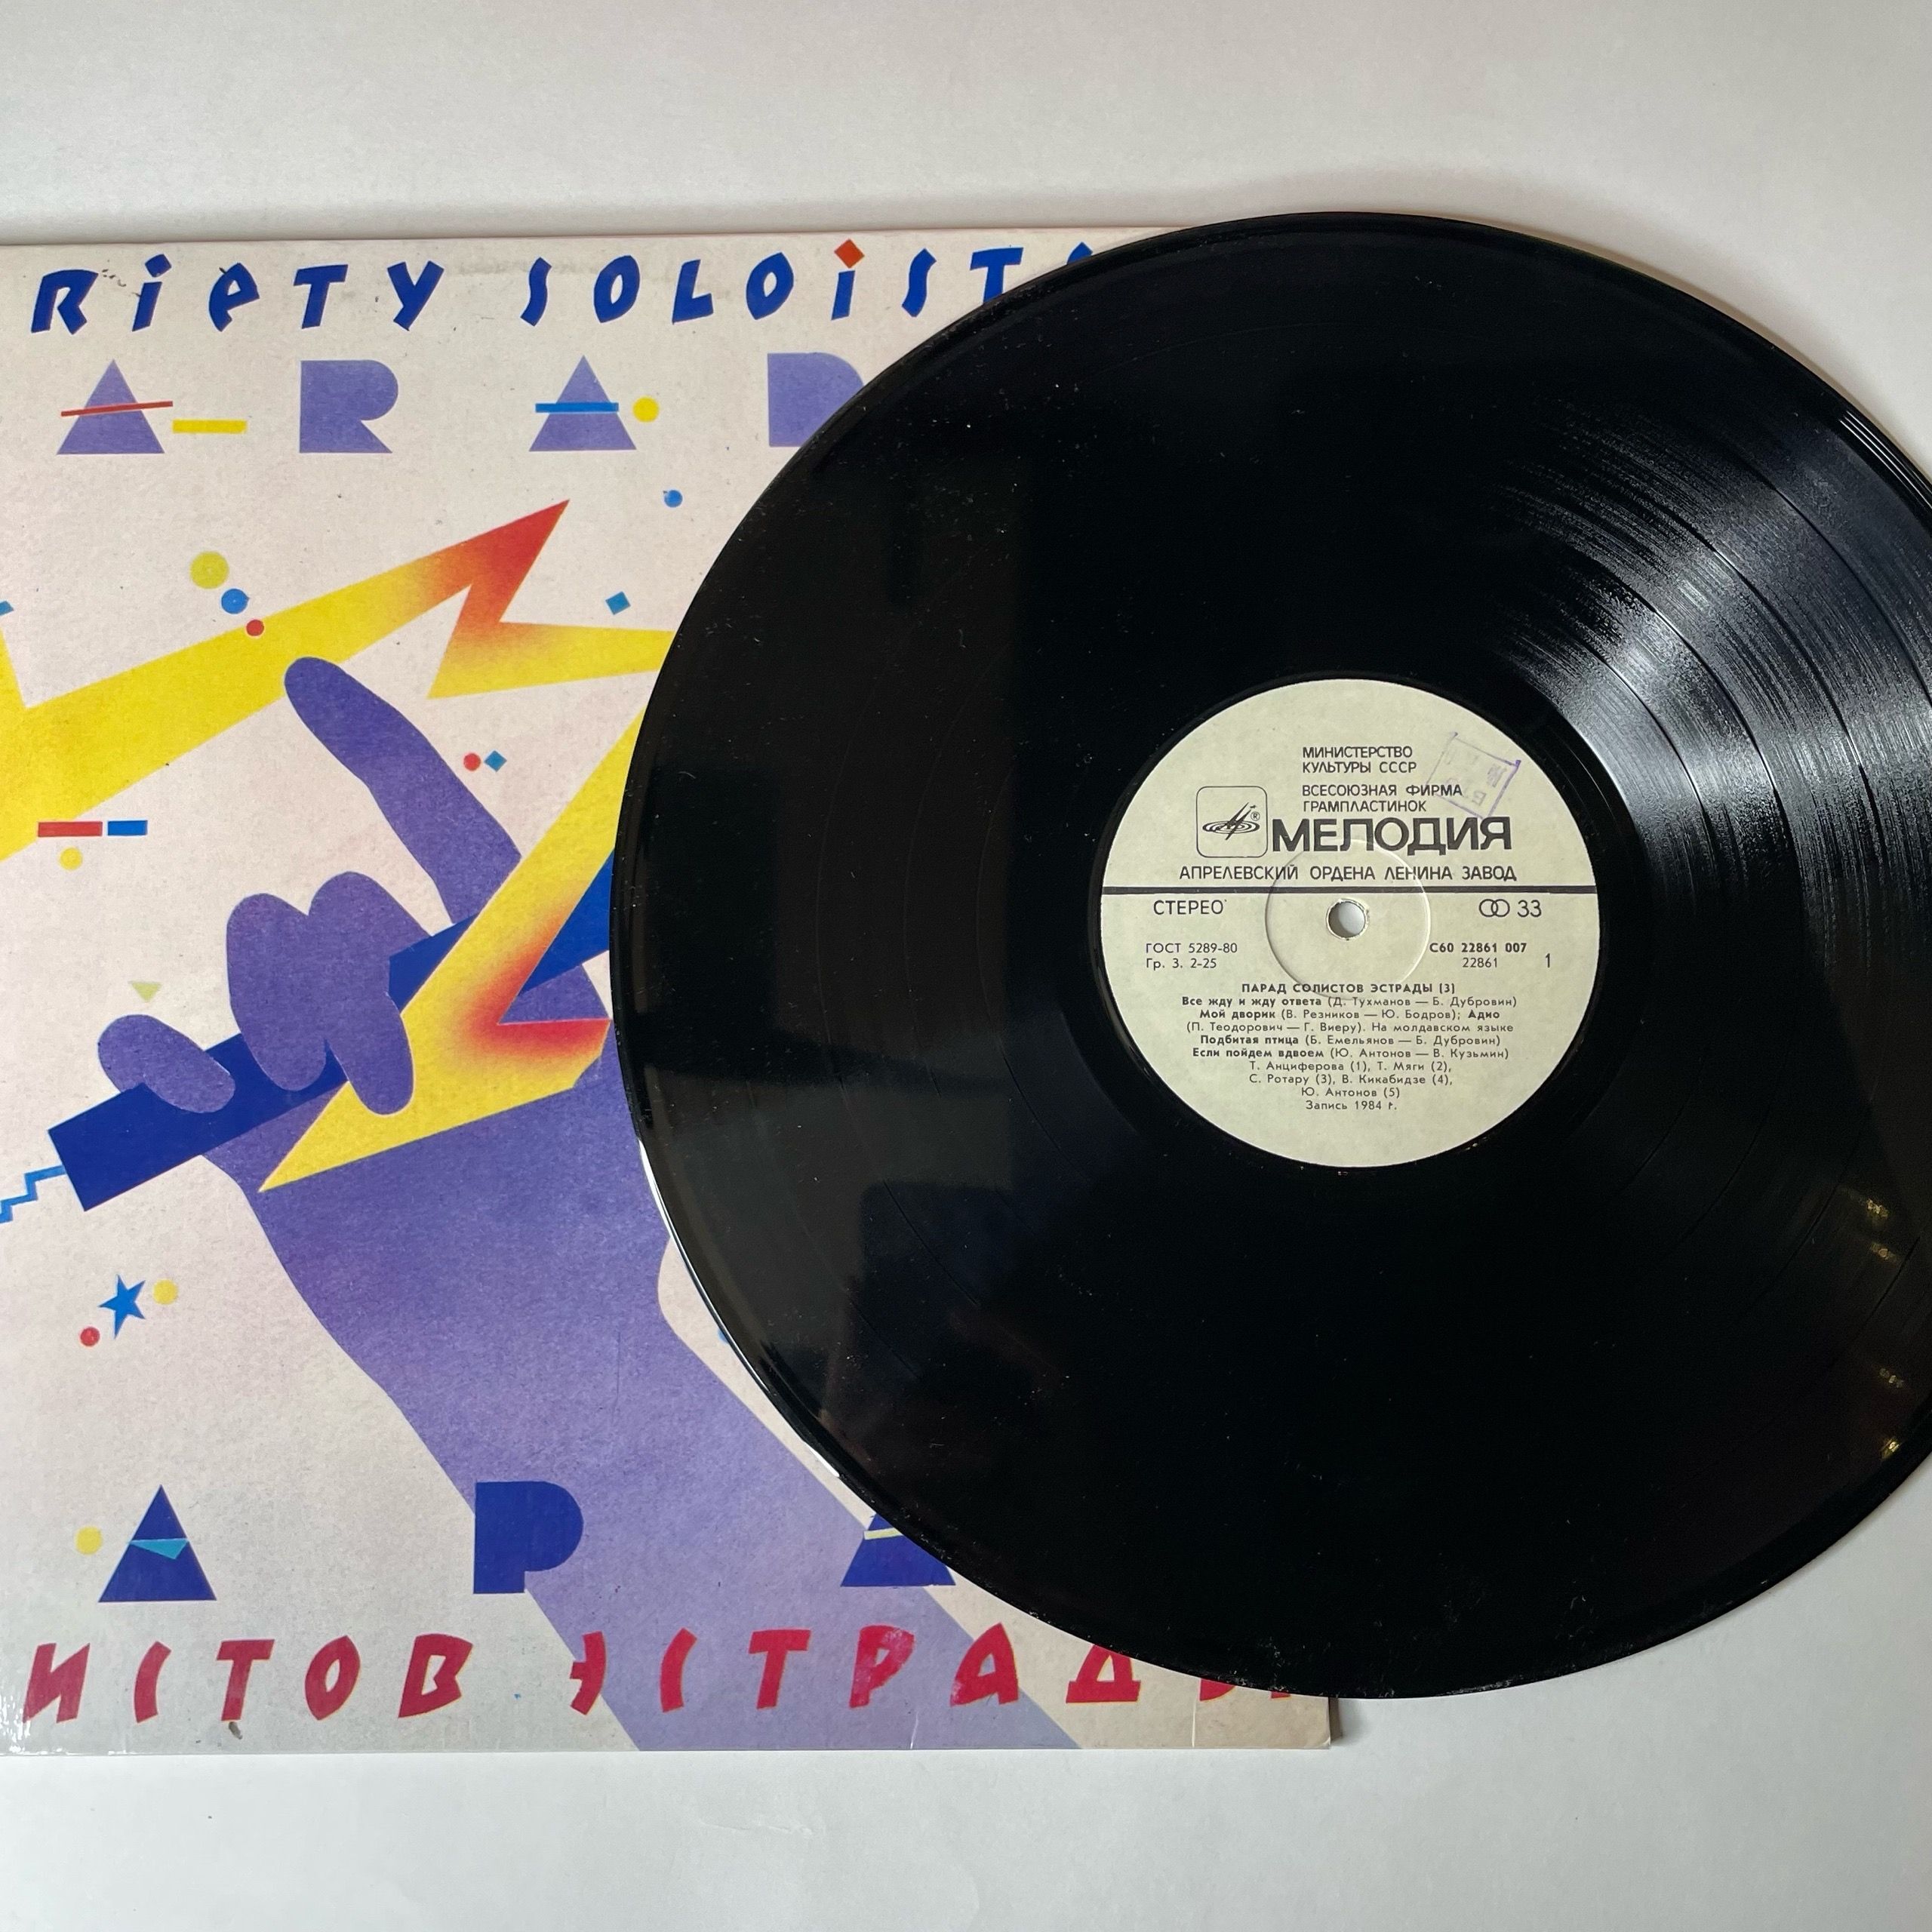 RIETY SOLOIST
ARAD
МИНИСТЕРСТВО
КУЛЬТУРЫ СССР
ВСЕСОЮЗНАЯ ФИРМА
ГРАМПЛАСТИНОК
® МЕЛОДИЯ
АПРЕЛЕВСКИЙ ОРДЕНА ЛЕНИНА ЗАВОД
СТЕРЕО 33
ГОСТ 5289-80 С60 22861 007
Гр. 3. 2-25 22861 1
ПАРАД СОЛИСТОВ ЭСТРАДЫ (3)
Все жду и жду ответа (Д. Тухманов — Б. Дубровин)
Мой дворик (В. Резников — Ю. Бодров); Адио
(П. Теодорович — Г. Виеру). На молдавском языке
Подбитая птица (Б. Емельянов — Б. Дубровин)
Если пойдем вдвоем (Ю. Антонов — В. Кузьмин)
Т. Анциферова (1), Т. Мяги (2),
С. Ротару (3), В. Кикабидзе (4),
Ю. Антонов (5)
Запись 1984 г.
АРА
ИСТОВ ЭСТРАДЫ